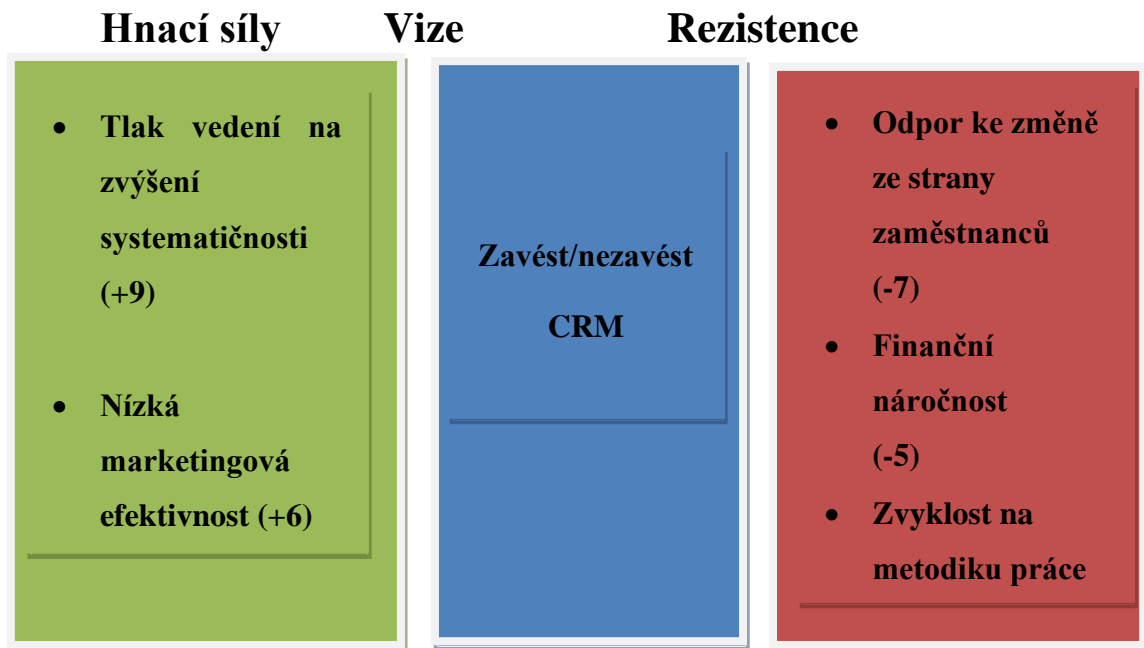 Hnací síly Vize Rezistence
• Tlak vedení na
zvýšení
systematičnosti
(+9)
• Nízká
marketingová
efektivnost (+6)
Zavést/nezavést
CRM
• Odpor ke změně
ze strany
zaměstnanců
(-7)
• Finanční
náročnost
(-5)
• Zvyklost na
metodiku práce